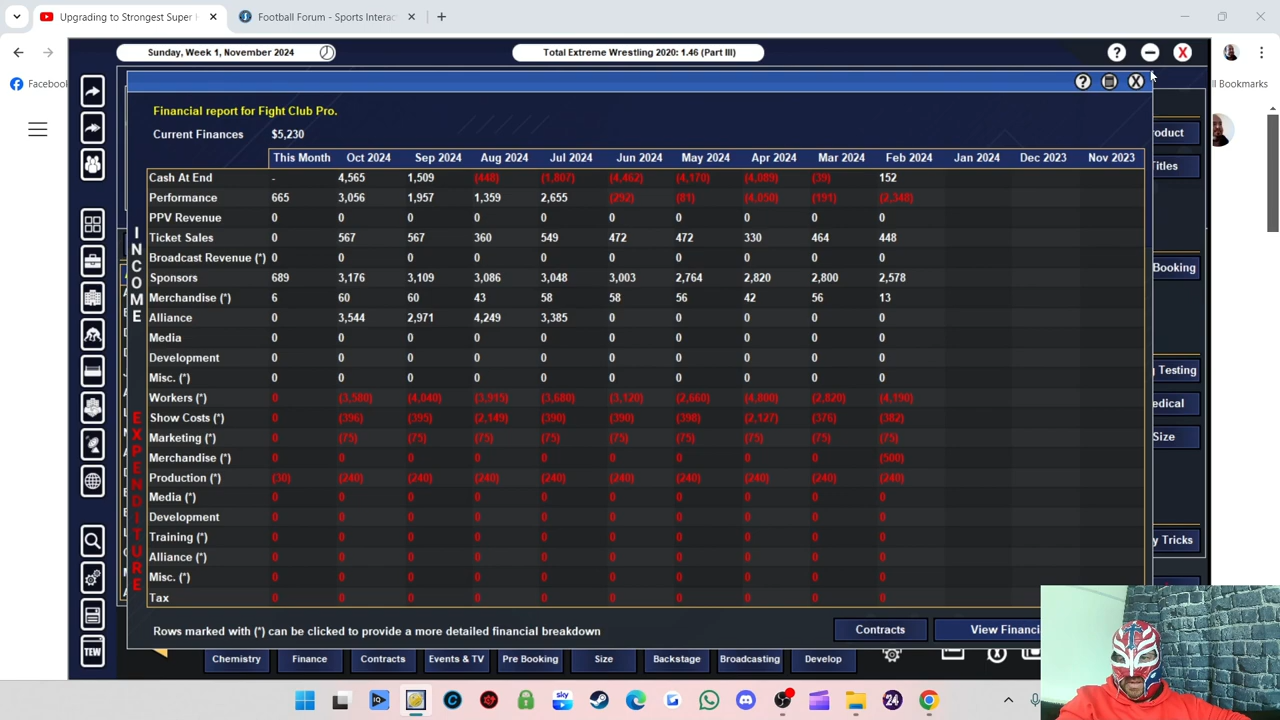 Upgrading to Strongest Super
Football Forum - Sports Interac
Facebook
All Bookmarks
Sunday, Week 1, November 2024
Total Extreme Wrestling 2020: 1.46 (Part III)
Financial report for Fight Club Pro.
Current Finances $5,230
This Month Oct 2024 Sep 2024 Aug 2024 Jul 2024 Jun 2024 May 2024 Apr 2024 Mar 2024 Feb 2024 Jan 2024 Dec 2023 Nov 2023
INCOME
Cash At End - 4,565 1,509 (448) (1,807) (4,462) (4,170) (4,089) (39) 152
Performance 665 3,056 1,957 1,359 2,655 (292) (81) (4,050) (191) (2,348)
PPV Revenue 0 0 0 0 0 0 0 0 0 0
Ticket Sales 0 567 567 360 549 472 472 330 464 448
Broadcast Revenue (*) 0 0 0 0 0 0 0 0 0 0
Sponsors 689 3,176 3,109 3,086 3,048 3,003 2,764 2,820 2,800 2,578
Merchandise (*) 6 60 60 43 58 58 56 42 56 13
Alliance 0 3,544 2,971 4,249 3,385 0 0 0 0 0
Media 0 0 0 0 0 0 0 0 0 0
Development 0 0 0 0 0 0 0 0 0 0
Misc. (*) 0 0 0 0 0 0 0 0 0 0
EXPENDITURE
Workers (*) 0 (3,580) (4,040) (3,915) (3,680) (3,120) (2,660) (4,800) (2,820) (4,190)
Show Costs (*) 0 (396) (395) (2,149) (390) (390) (398) (2,127) (376) (382)
Marketing (*) 0 (75) (75) (75) (75) (75) (75) (75) (75) (75)
Merchandise (*) 0 0 0 0 0 0 0 0 0 (500)
Production (*) (30) (240) (240) (240) (240) (240) (240) (240) (240) (240)
Media (*) 0 0 0 0 0 0 0 0 0 0
Development 0 0 0 0 0 0 0 0 0 0
Training (*) 0 0 0 0 0 0 0 0 0 0
Alliance (*) 0 0 0 0 0 0 0 0 0 0
Misc. (*) 0 0 0 0 0 0 0 0 0 0
Tax 0 0 0 0 0 0 0 0 0 0
Rows marked with (*) can be clicked to provide a more detailed financial breakdown
Contracts
View Financi
Titles
Booking
Testing
Size
Tricks
TEW
Chemistry Finance Contracts Events & TV Pre Booking Size Backstage Broadcasting Develop
sky
24